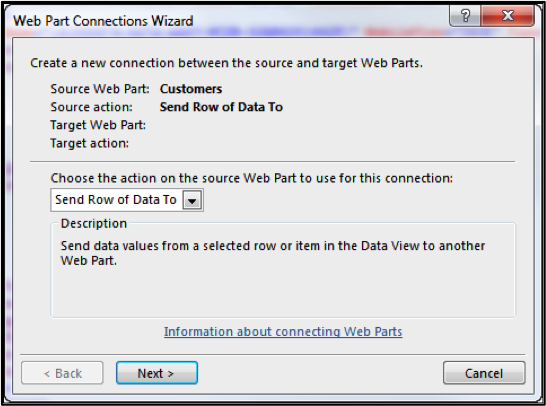 Web Part Connections Wizard
?
Create a new connection between the source and target Web Parts.
Source Web Part: Customers
Source action: Send Row of Data To
Target Web Part:
Target action:
Choose the action on the source Web Part to use for this connection:
Send Row of Data To
Description
Send data values from a selected row or item in the Data View to another
Web Part.
Information about connecting Web Parts
< Back Next > Cancel